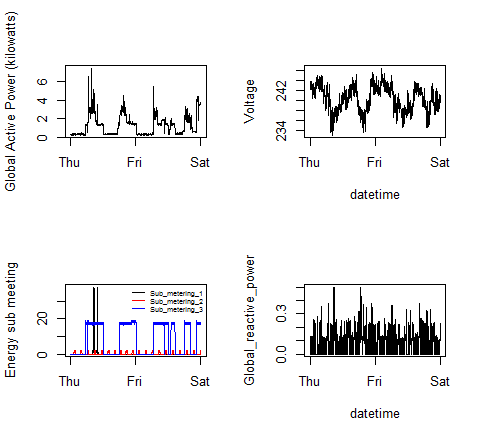 Global Active Power (kilowatts)
0 2 4 6
Thu Fri Sat
Voltage
234 242
Thu Fri Sat
datetime
Energy sub meeting
0 20
Sub_metering_1
Sub_metering_2
Sub_metering_3
Thu Fri Sat
Global_reactive_power
0.0 0.3
Thu Fri Sat
datetime